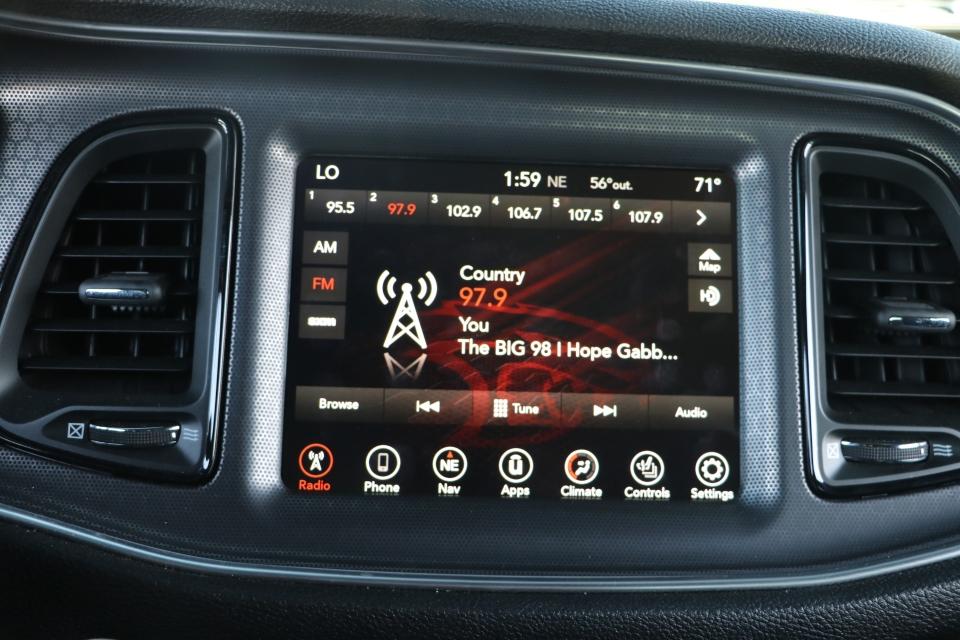 LO 1:59 NE 56°out. 71°
1 95.5 2 97.9 3 102.9 4 106.7 5 107.5 6 107.9
AM
FM
sxm
Map
Country
97.9
You
The BIG 98 I Hope Gabb...
Browse Tune Audio
NE
Radio Phone Nav Apps Climate Controls Settings